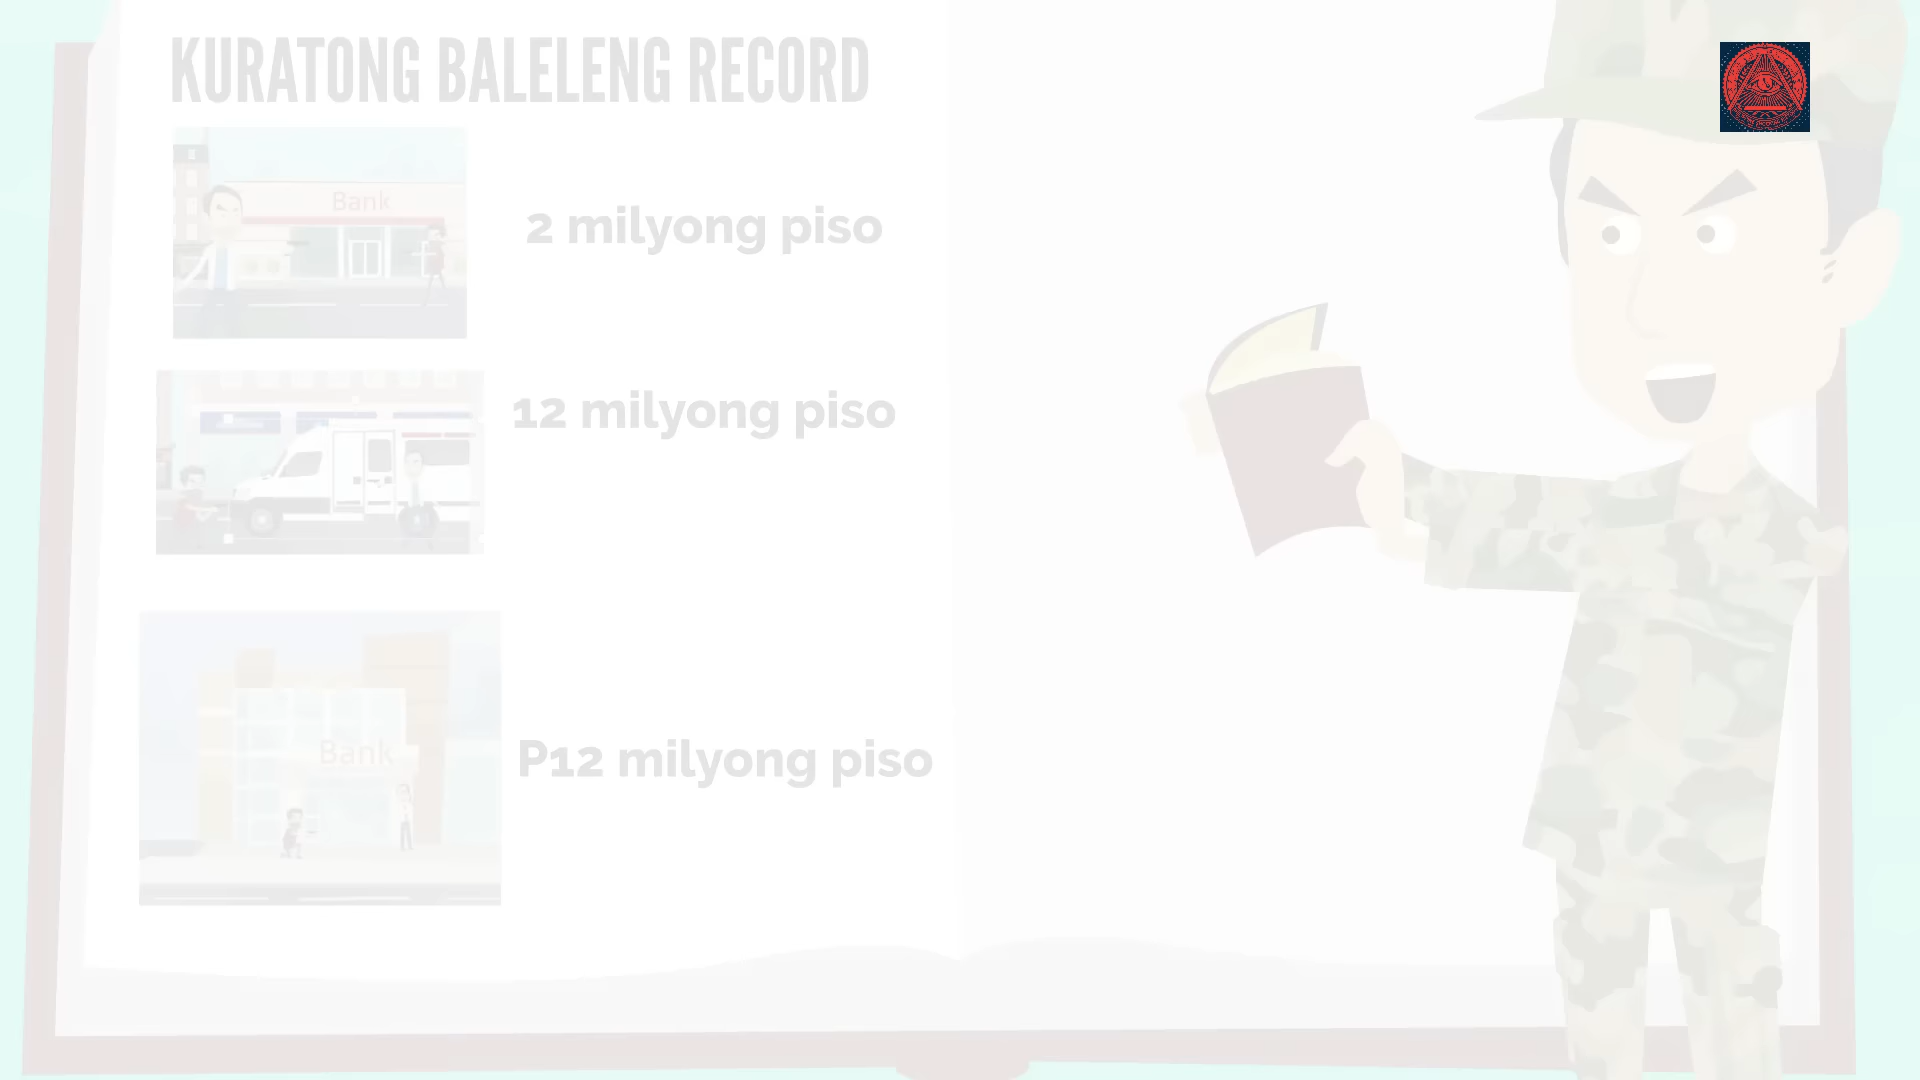 KURATONG BALELENG RECORD
Bank
2 milyong piso
12 milyong piso
Bank
P12 milyong piso